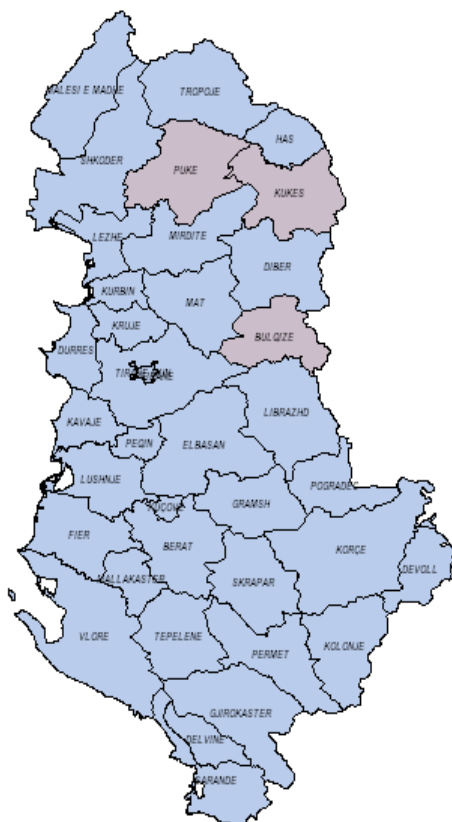 MALESI E MADHE
TROPOJE
HAS
SHKODER
PUKE
KUKES
LEZHE
MIRDITE
DIBER
KURBIN
MAT
KRUJE
BULQIZE
DURRES
LIBRAZHD
KAVAJE
PEQIN
ELBASAN
LUSHNJE
POGRADEC
GRAMSH
FIER
BERAT
KORÇE
DEVOLL
MALLAKASTER
SKRAPAR
VLORE
TEPELENE
PERMET
KOLONJE
GJIROKASTER
DELVINE
SARANDE